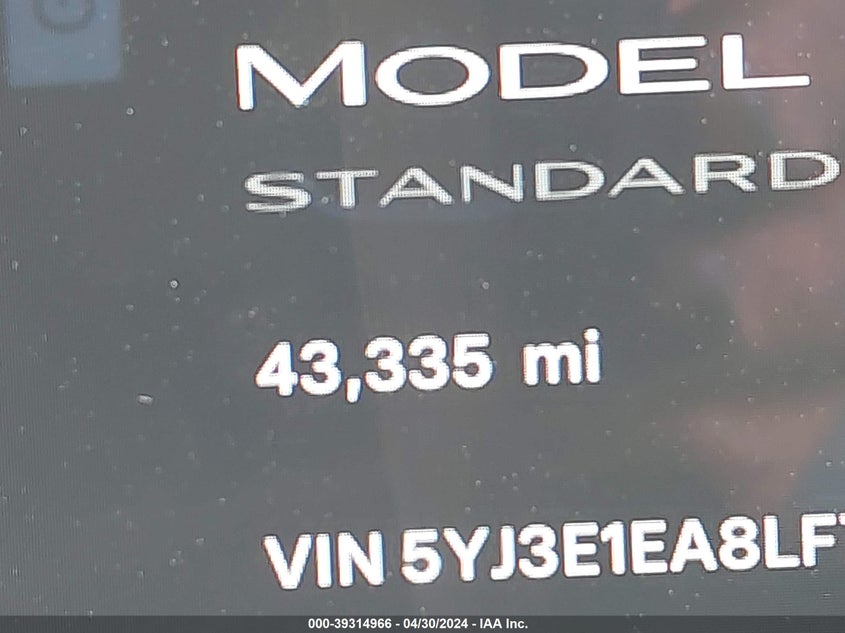 MODEL
STANDARD
43,335 mi
VIN 5YJ3E1EA8LF
000-39314966 - 04/30/2024 - IAA Inc.